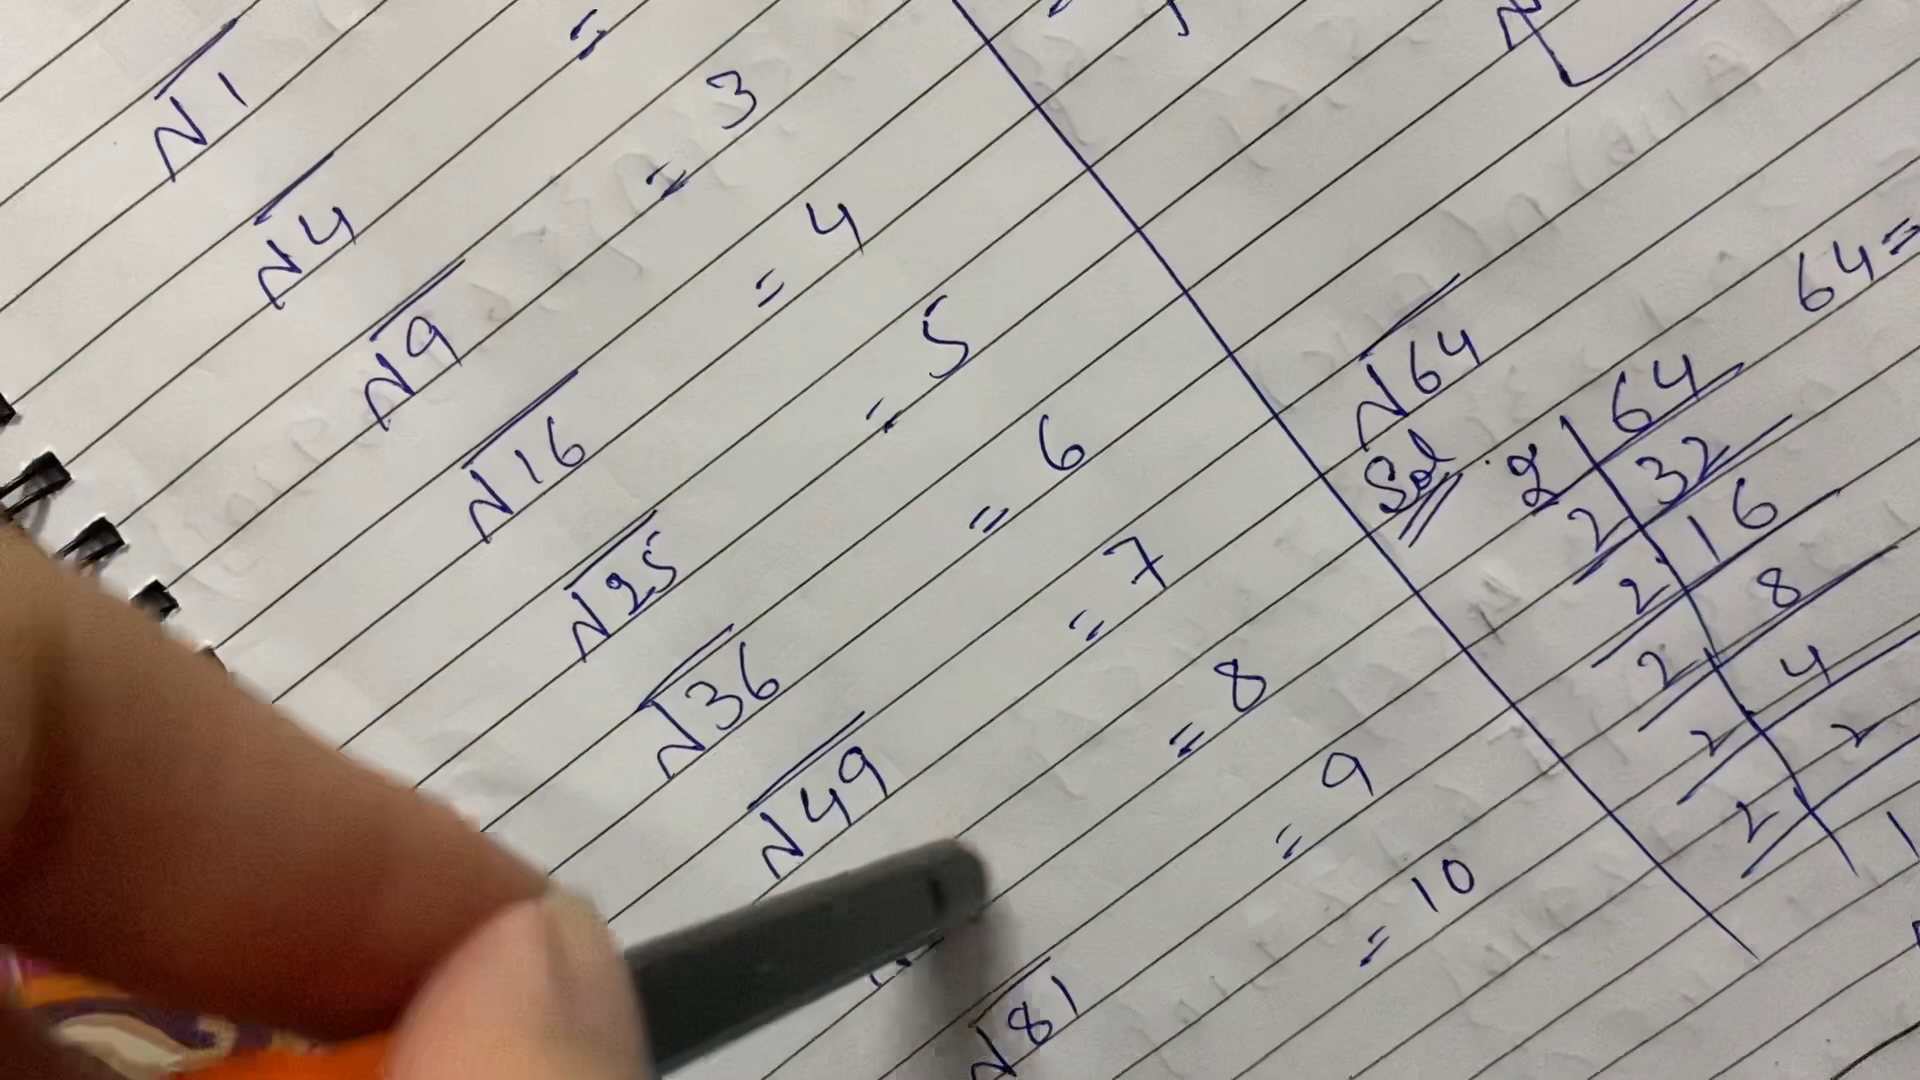 √1
√4 =
√9 = 3
√16 = 4
√25 = 5
√36 = 6
√49 = 7
= 8
√81 = 9
= 10
√64
Sol
2 | 64
2 | 32
2 | 16
2 | 8
2 | 4
2 | 2
1
64 =